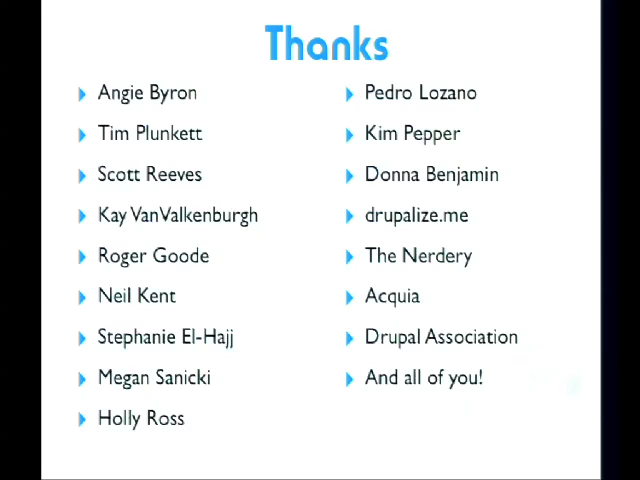 Thanks
Angie Byron
Tim Plunkett
Scott Reeves
Kay VanValkenburgh
Roger Goode
Neil Kent
Stephanie El-Hajj
Megan Sanicki
Holly Ross
Pedro Lozano
Kim Pepper
Donna Benjamin
drupalize.me
The Nerdery
Acquia
Drupal Association
And all of you!